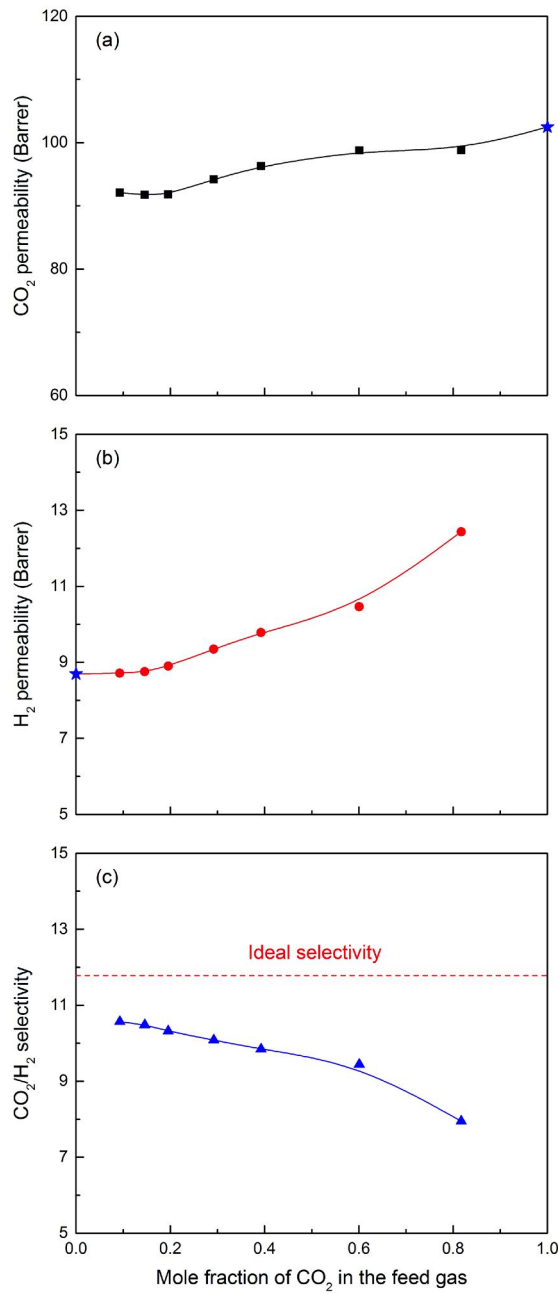 (a)
CO₂ permeability (Barrer)
120
100
80
60
(b)
H₂ permeability (Barrer)
15
13
11
9
7
5
(c)
Ideal selectivity
CO₂/H₂ selectivity
15
13
11
9
7
5
0.0 0.2 0.4 0.6 0.8 1.0
Mole fraction of CO₂ in the feed gas